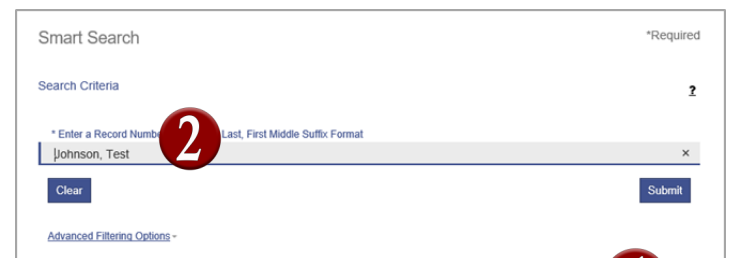 Smart Search
*Required
Search Criteria
?
* Enter a Record Numbe Last, First Middle Suffix Format
2
Johnson, Test
×
Clear
Submit
Advanced Filtering Options